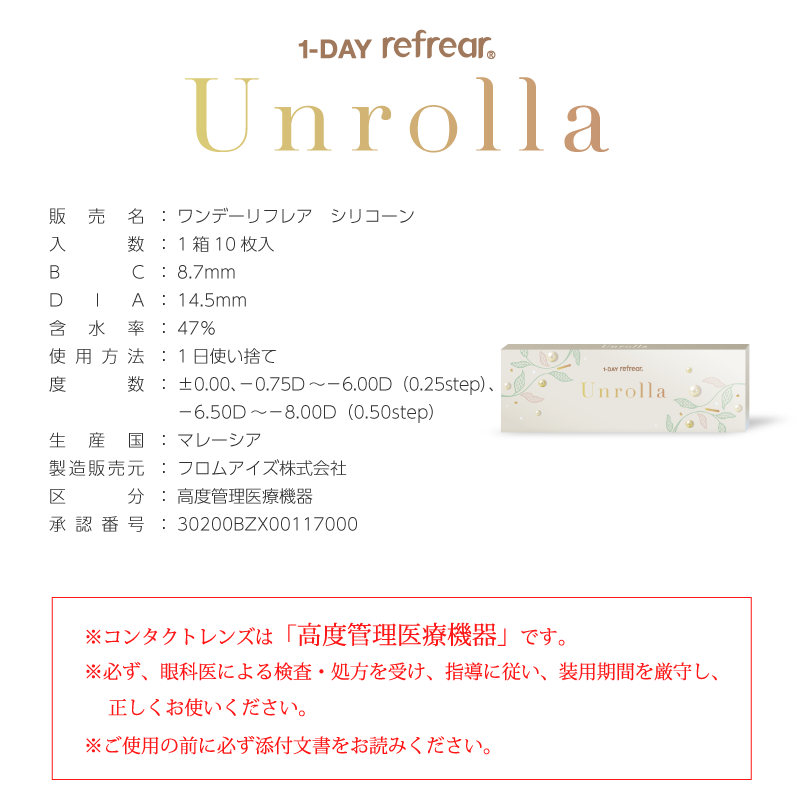 1-DAY refrear®
Unrolla
販売名：ワンデーリフレア　シリコーン
入数：1箱10枚入
BC：8.7mm
DIA：14.5mm
含水率：47%
使用方法：1日使い捨て
度数：±0.00、−0.75D～−6.00D（0.25step）、
−6.50D～−8.00D（0.50step）
生産国：マレーシア
製造販売元：フロムアイズ株式会社
区分：高度管理医療機器
承認番号：30200BZX00117000
Unrolla
1-DAY refrear.
Unrolla
※コンタクトレンズは「高度管理医療機器」です。
※必ず、眼科医による検査・処方を受け、指導に従い、装用期間を厳守し、
正しくお使いください。
※ご使用の前に必ず添付文書をお読みください。